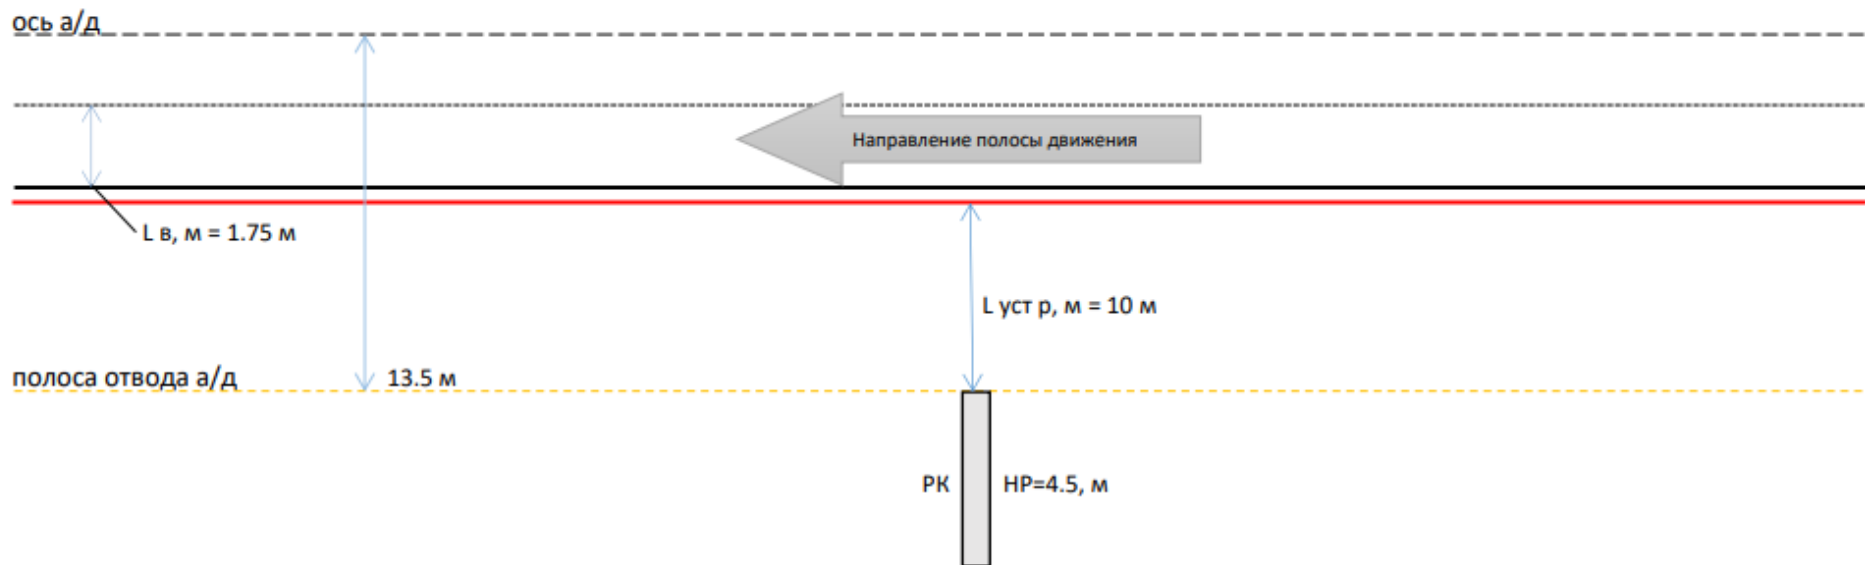 ось а/д
Направление полосы движения
L в, м = 1.75 м
L уст р, м = 10 м
полоса отвода а/д
13.5 м
РК
НР=4.5, м